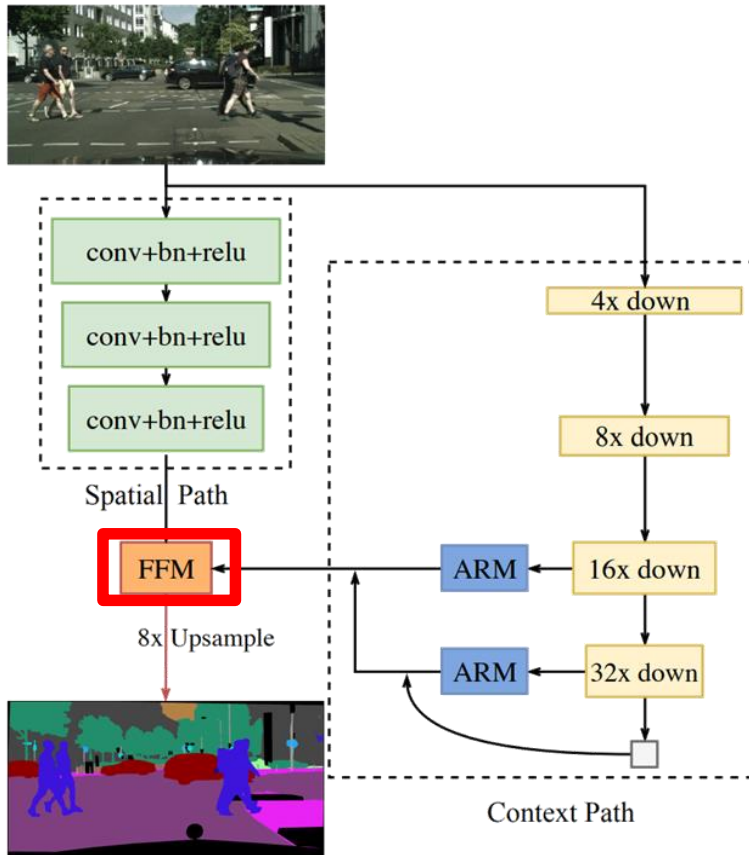 conv+bn+relu
conv+bn+relu
conv+bn+relu
Spatial Path
FFM
8x Upsample
4x down
8x down
ARM
16x down
ARM
32x down
Context Path